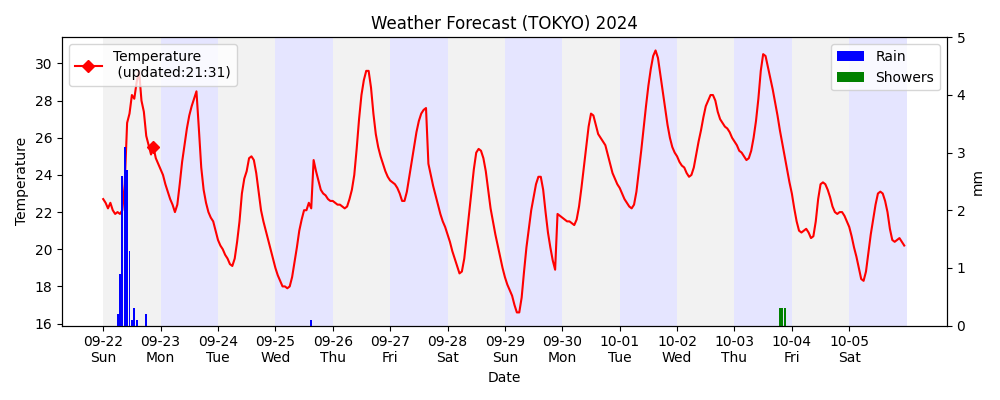 Weather Forecast (TOKYO) 2024
Temperature
(updated:21:31)
Rain
Showers
Temperature
30
28
26
24
22
20
18
16
5
4
3
2
1
0
mm
09-22 09-23 09-24 09-25 09-26 09-27 09-28 09-29 09-30 10-01 10-02 10-03 10-04 10-05
Sun Mon Tue Wed Thu Fri Sat Sun Mon Tue Wed Thu Fri Sat
Date